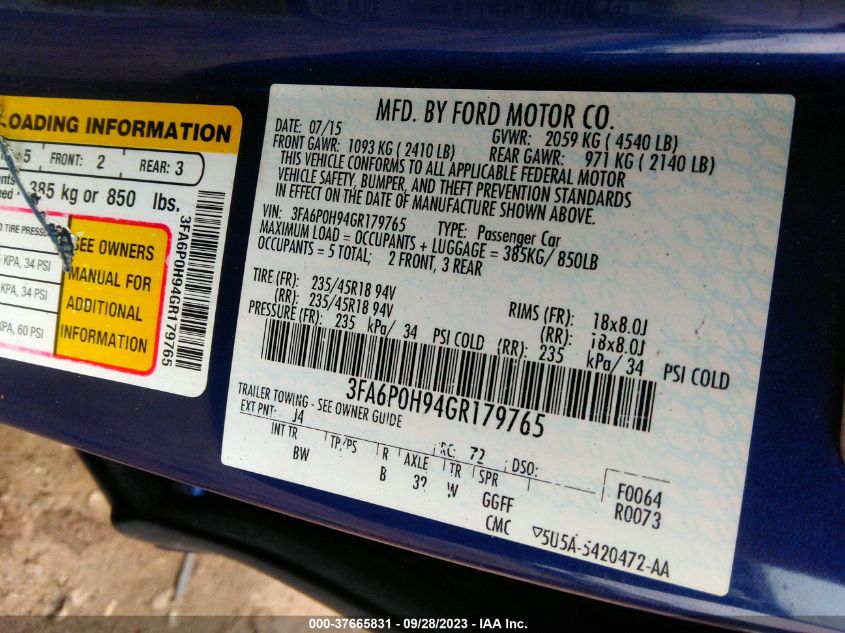 LOADING INFORMATION
5 FRONT: 2 REAR: 3
385 kg or 850 lbs.
TIRE PRESSU
KPA, 34 PSI
KPA, 34 PSI
KPA, 60 PSI
SEE OWNERS
MANUAL FOR
ADDITIONAL
INFORMATION
3FA6P0H94GR179765
MFD. BY FORD MOTOR CO.
DATE: 07/15 GVWR: 2059 KG ( 4540 LB)
FRONT GAWR: 1093 KG ( 2410 LB) REAR GAWR: 971 KG ( 2140 LB)
THIS VEHICLE CONFORMS TO ALL APPLICABLE FEDERAL MOTOR
VEHICLE SAFETY, BUMPER, AND THEFT PREVENTION STANDARDS
IN EFFECT ON THE DATE OF MANUFACTURE SHOWN ABOVE.
VIN: 3FA6P0H94GR179765 TYPE: Passenger Car
MAXIMUM LOAD = OCCUPANTS + LUGGAGE = 385KG/ 850LB
OCCUPANTS = 5 TOTAL; 2 FRONT, 3 REAR
TIRE (FR): 235/45R18 94V RIMS (FR): 18x8.0J
(RR): 235/45R18 94V (RR): 18x8.0J
PRESSURE (FR): 235 kPa/ 34 PSI COLD (RR): 235 kPa/ 34 PSI COLD
3FA6P0H94GR179765
TRAILER TOWING - SEE OWNER GUIDE
EXT PNT: J4 RC: 72 DSO:
INT TR TP/PS R AXLE TR SPR F0064
BW B 32 W GGFF R0073
CMC ▽5U5A-5420472-AA
000-37665831 - 09/28/2023 - IAA Inc.